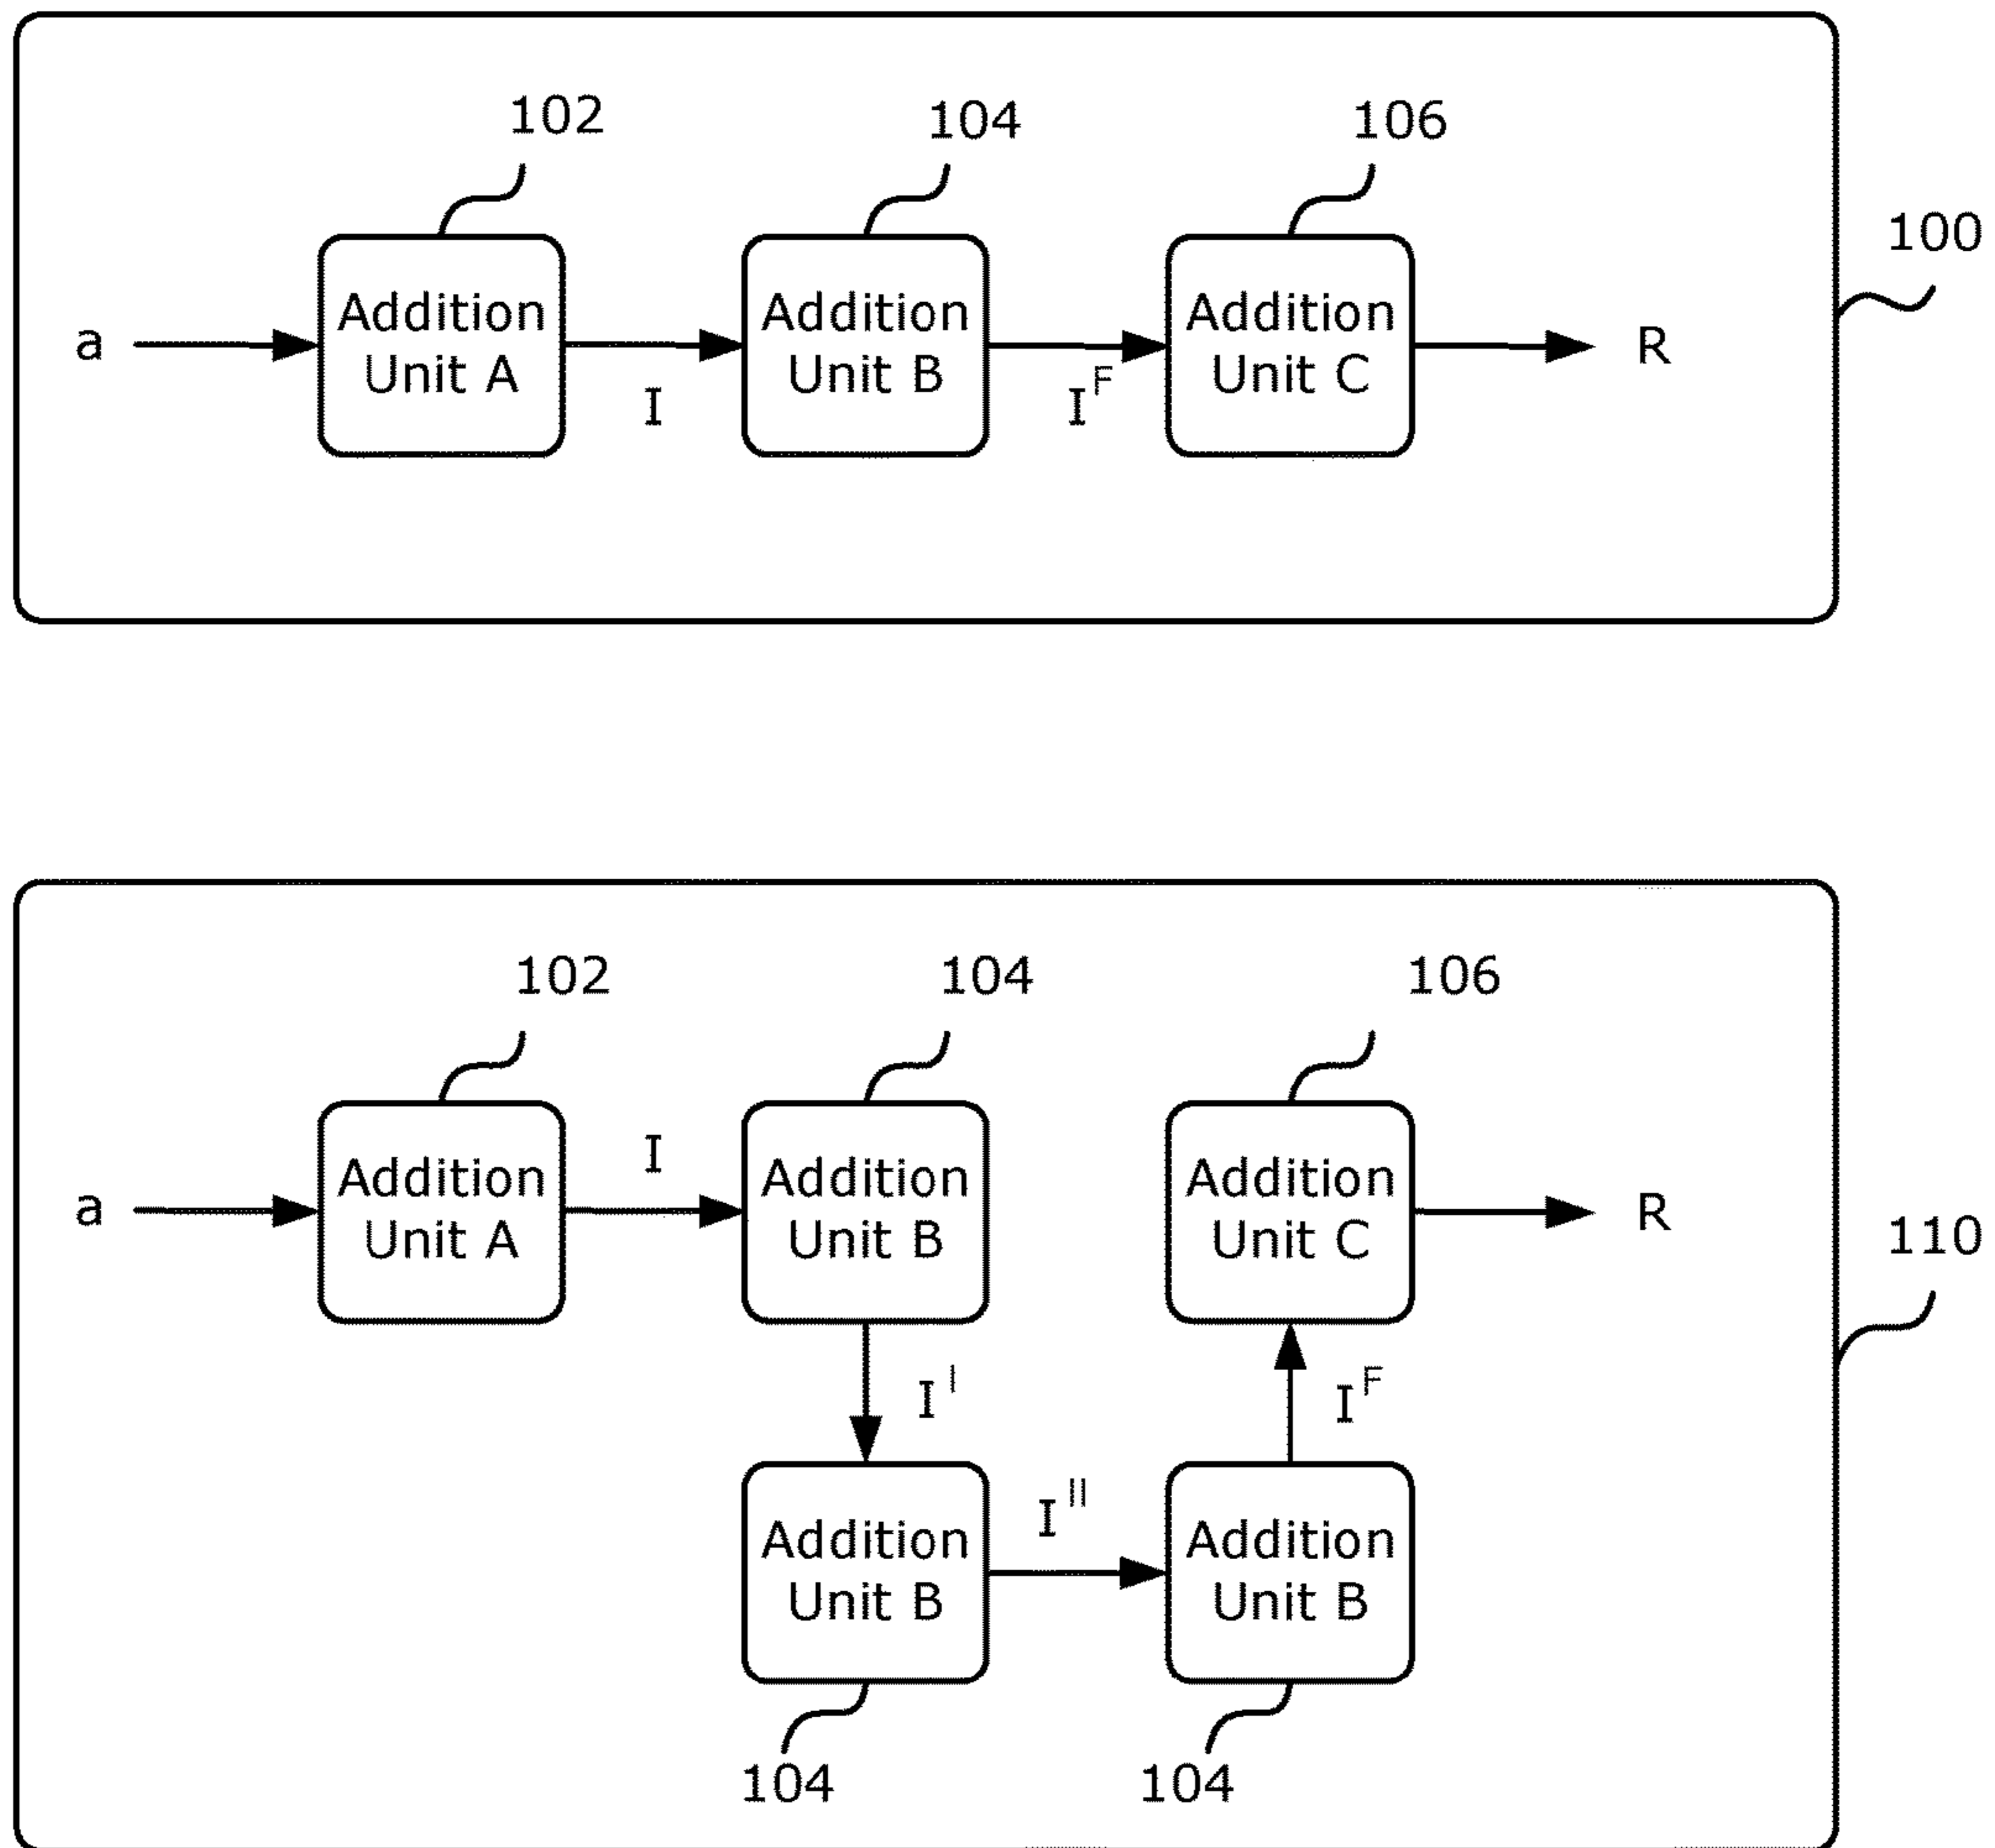 102
104
106
100
a
Addition
Unit A
I
Addition
Unit B
I^F
Addition
Unit C
R
102
104
106
a
Addition
Unit A
I
Addition
Unit B
Addition
Unit C
R
110
I^I
I^F
Addition
Unit B
I^II
Addition
Unit B
104
104